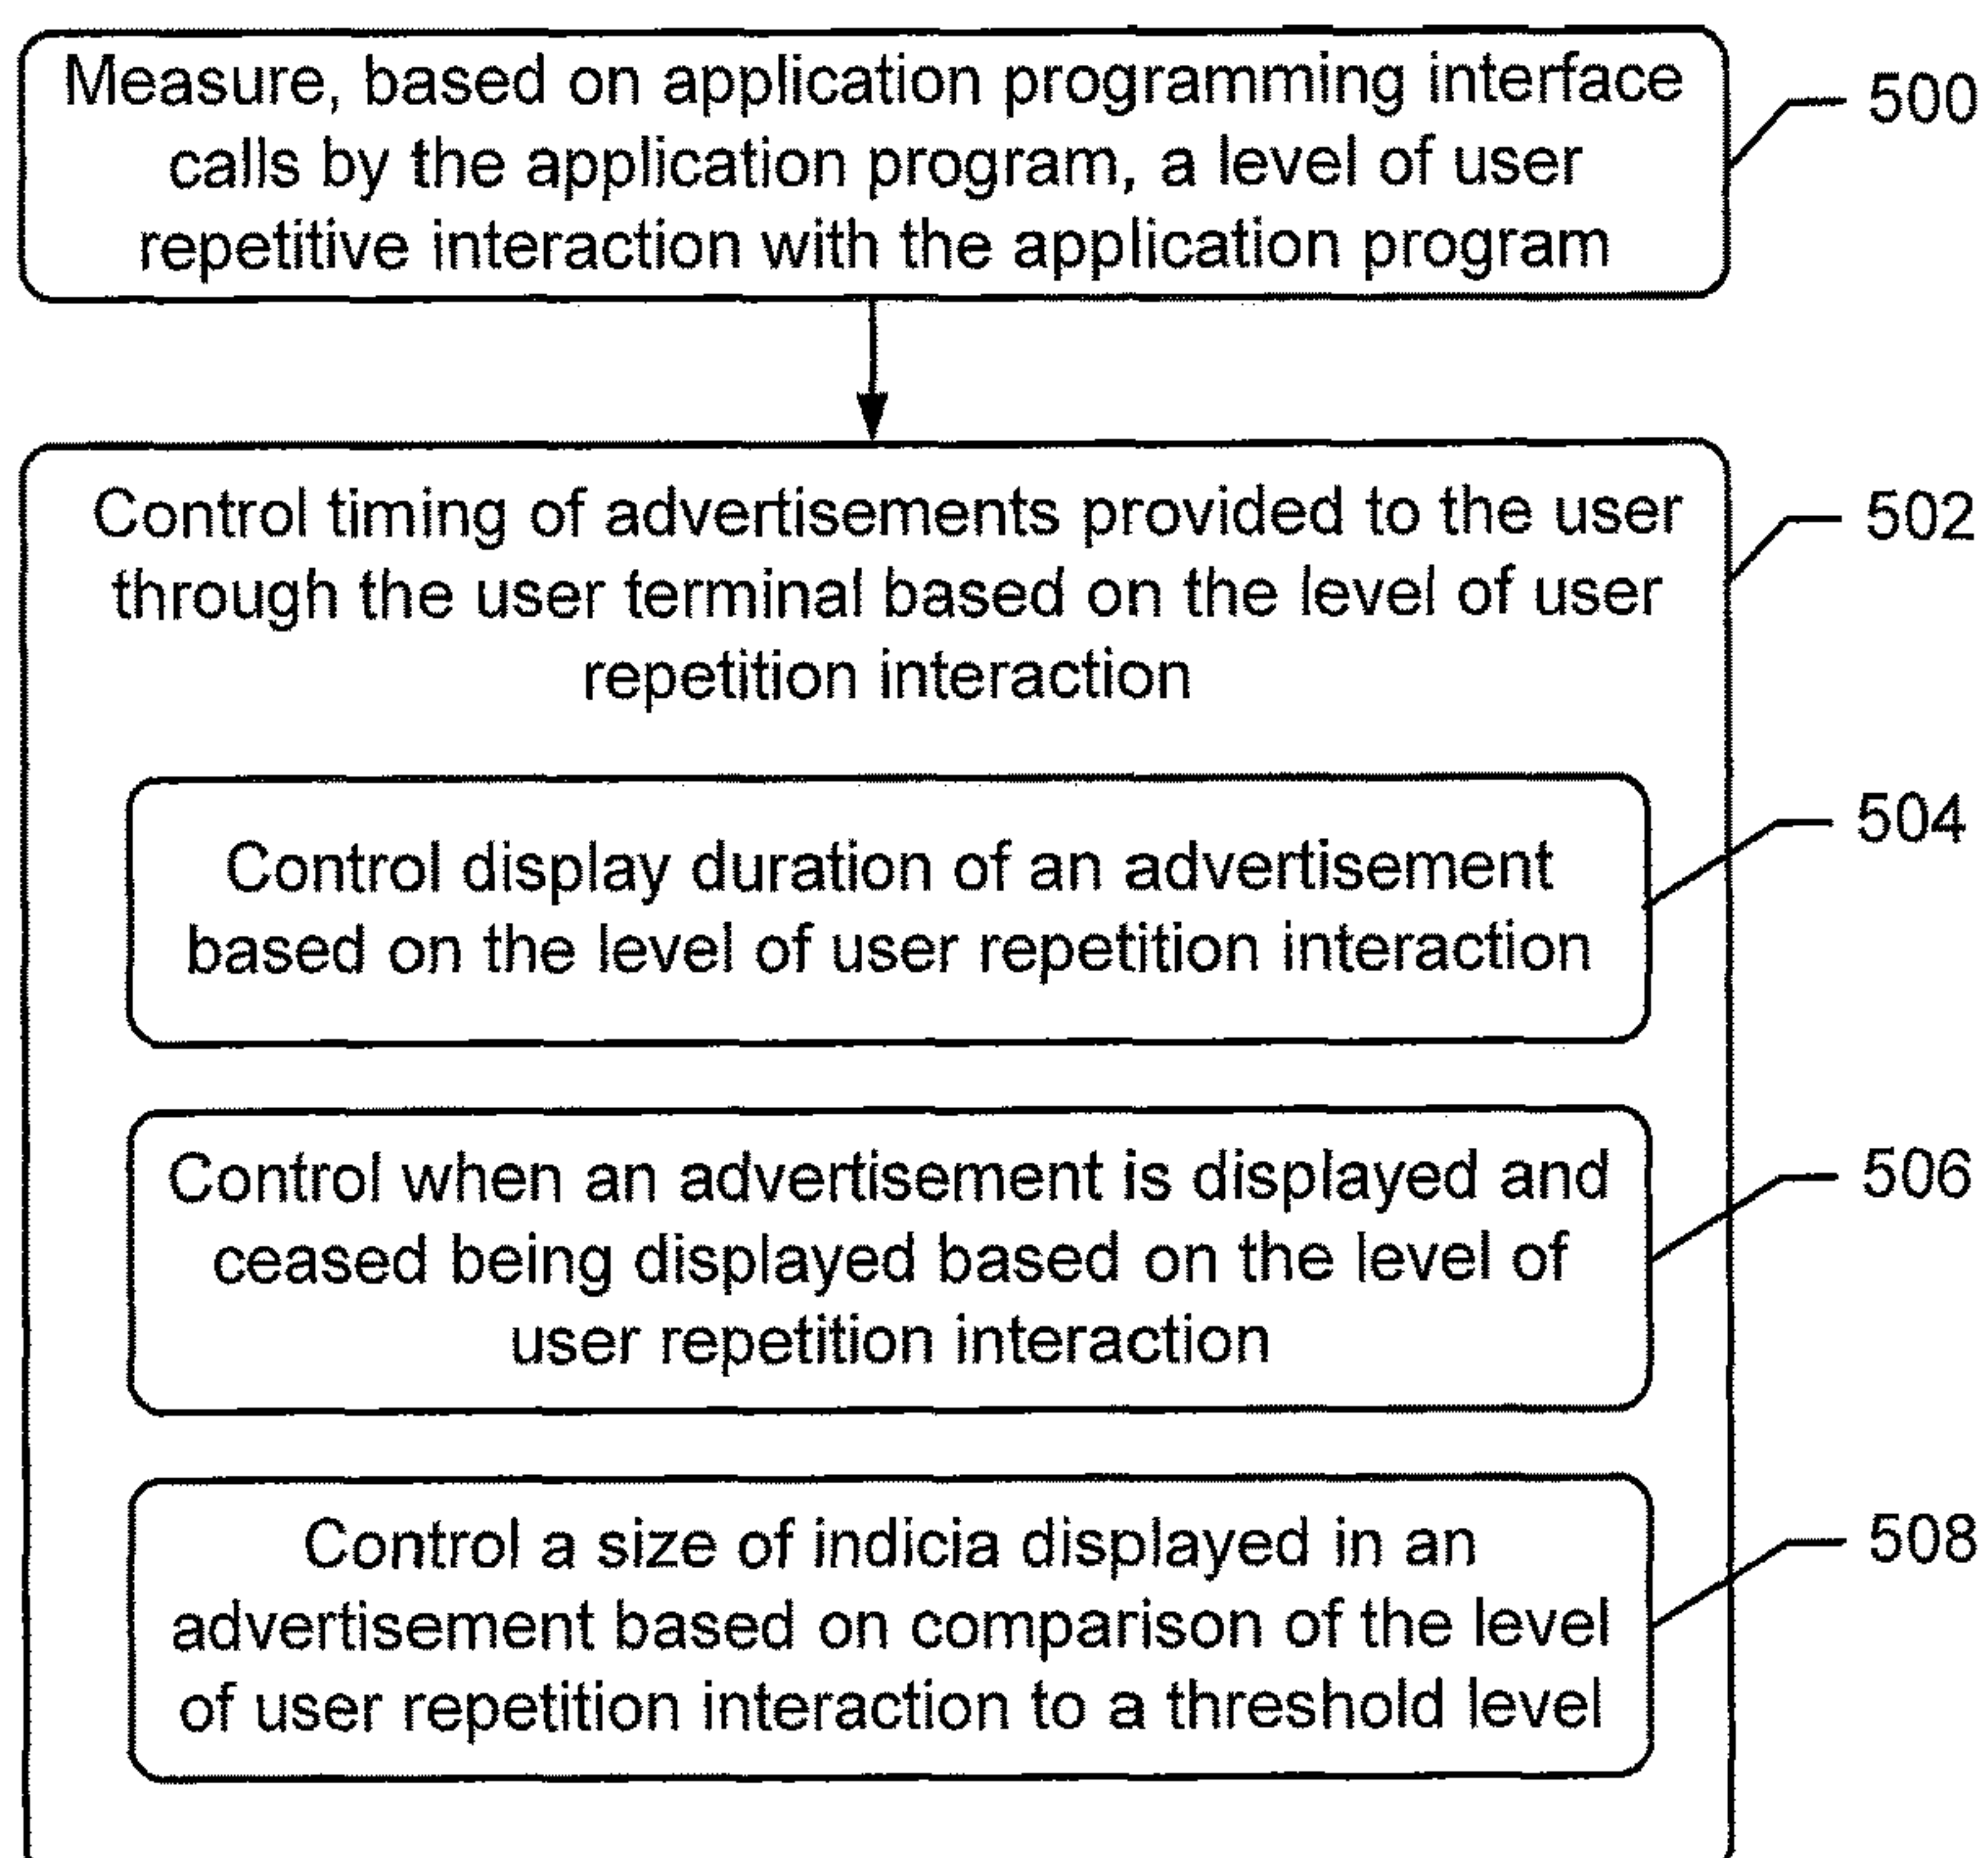 Measure, based on application programming interface
calls by the application program, a level of user
repetitive interaction with the application program
500
Control timing of advertisements provided to the user
through the user terminal based on the level of user
repetition interaction
502
Control display duration of an advertisement
based on the level of user repetition interaction
504
Control when an advertisement is displayed and
ceased being displayed based on the level of
user repetition interaction
506
Control a size of indicia displayed in an
advertisement based on comparison of the level
of user repetition interaction to a threshold level
508